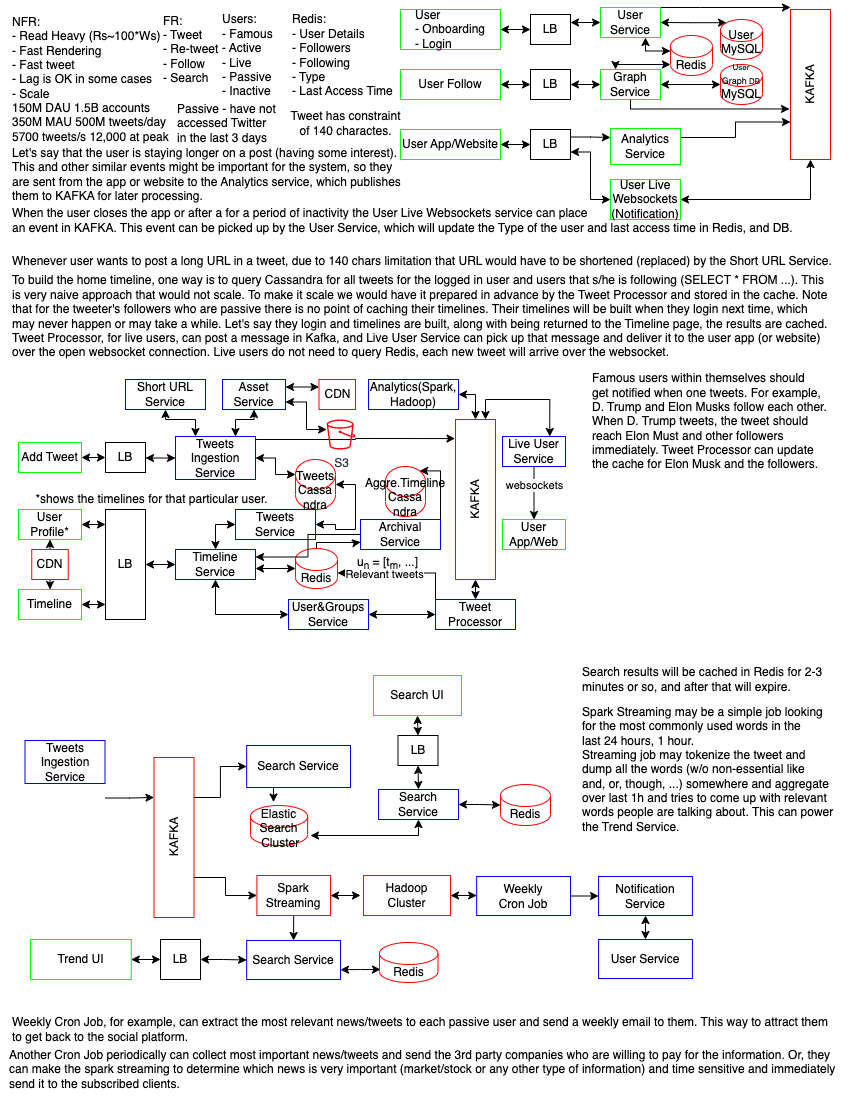 NFR:
- Read Heavy (Rs~100*Ws)
- Fast Rendering
- Fast tweet
- Lag is OK in some cases
- Scale
150M DAU 1.5B accounts
350M MAU 500M tweets/day
5700 tweets/s 12,000 at peak
FR:
- Tweet
- Re-tweet
- Follow
- Search
Users:
- Famous
- Active
- Live
- Passive
- Inactive
Passive - have not
accessed Twitter
in the last 3 days
Redis:
- User Details
- Followers
- Following
- Type
- Last Access Time
Tweet has constraint
of 140 charactes.
User
- Onboarding
- Login
LB
User
Service
User
MySQL
Redis
User Follow
LB
Graph
Service
User
Graph DB
MySQL
KAFKA
User App/Website
LB
Analytics
Service
User Live
Websockets
(Notification)
Let's say that the user is staying longer on a post (having some interest).
This and other similar events might be important for the system, so they
are sent from the app or website to the Analytics service, which publishes
them to KAFKA for later processing.
When the user closes the app or after a for a period of inactivity the User Live Websockets service can place
an event in KAFKA. This event can be picked up by the User Service, which will update the Type of the user and last access time in Redis, and DB.
Whenever user wants to post a long URL in a tweet, due to 140 chars limitation that URL would have to be shortened (replaced) by the Short URL Service.
To build the home timeline, one way is to query Cassandra for all tweets for the logged in user and users that s/he is following (SELECT * FROM ...). This
is very naive approach that would not scale. To make it scale we would have it prepared in advance by the Tweet Processor and stored in the cache. Note
that for the tweeter's followers who are passive there is no point of caching their timelines. Their timelines will be built when they login next time, which
may never happen or may take a while. Let's say they login and timelines are built, along with being returned to the Timeline page, the results are cached.
Tweet Processor, for live users, can post a message in Kafka, and Live User Service can pick up that message and deliver it to the user app (or website)
over the open websocket connection. Live users do not need to query Redis, each new tweet will arrive over the websocket.
Short URL
Service
Asset
Service
CDN
Analytics(Spark,
Hadoop)
S3
Add Tweet
LB
Tweets
Ingestion
Service
Tweets
Cassa
ndra
Aggre.Timeline
Cassa
ndra
KAFKA
Live User
Service
websockets
User
App/Web
Famous users within themselves should
get notified when one tweets. For example,
D. Trump and Elon Musks follow each other.
When D. Trump tweets, the tweet should
reach Elon Must and other followers
immediately. Tweet Processor can update
the cache for Elon Musk and the followers.
*shows the timelines for that particular user.
User
Profile*
CDN
Timeline
LB
Tweets
Service
Archival
Service
Timeline
Service
Redis
un = [tm, ...]
Relevant tweets
User&Groups
Service
Tweet
Processor
Search UI
LB
Search results will be cached in Redis for 2-3
minutes or so, and after that will expire.
Spark Streaming may be a simple job looking
for the most commonly used words in the
last 24 hours, 1 hour.
Streaming job may tokenize the tweet and
dump all the words (w/o non-essential like
and, or, though, ...) somewhere and aggregate
over last 1h and tries to come up with relevant
words people are talking about. This can power
the Trend Service.
Tweets
Ingestion
Service
KAFKA
Search Service
Elastic
Search
Cluster
Search
Service
Redis
Spark
Streaming
Hadoop
Cluster
Weekly
Cron Job
Notification
Service
Trend UI
LB
Search Service
Redis
User Service
Weekly Cron Job, for example, can extract the most relevant news/tweets to each passive user and send a weekly email to them. This way to attract them
to get back to the social platform.
Another Cron Job periodically can collect most important news/tweets and send the 3rd party companies who are willing to pay for the information. Or, they
can make the spark streaming to determine which news is very important (market/stock or any other type of information) and time sensitive and immediately
send it to the subscribed clients.